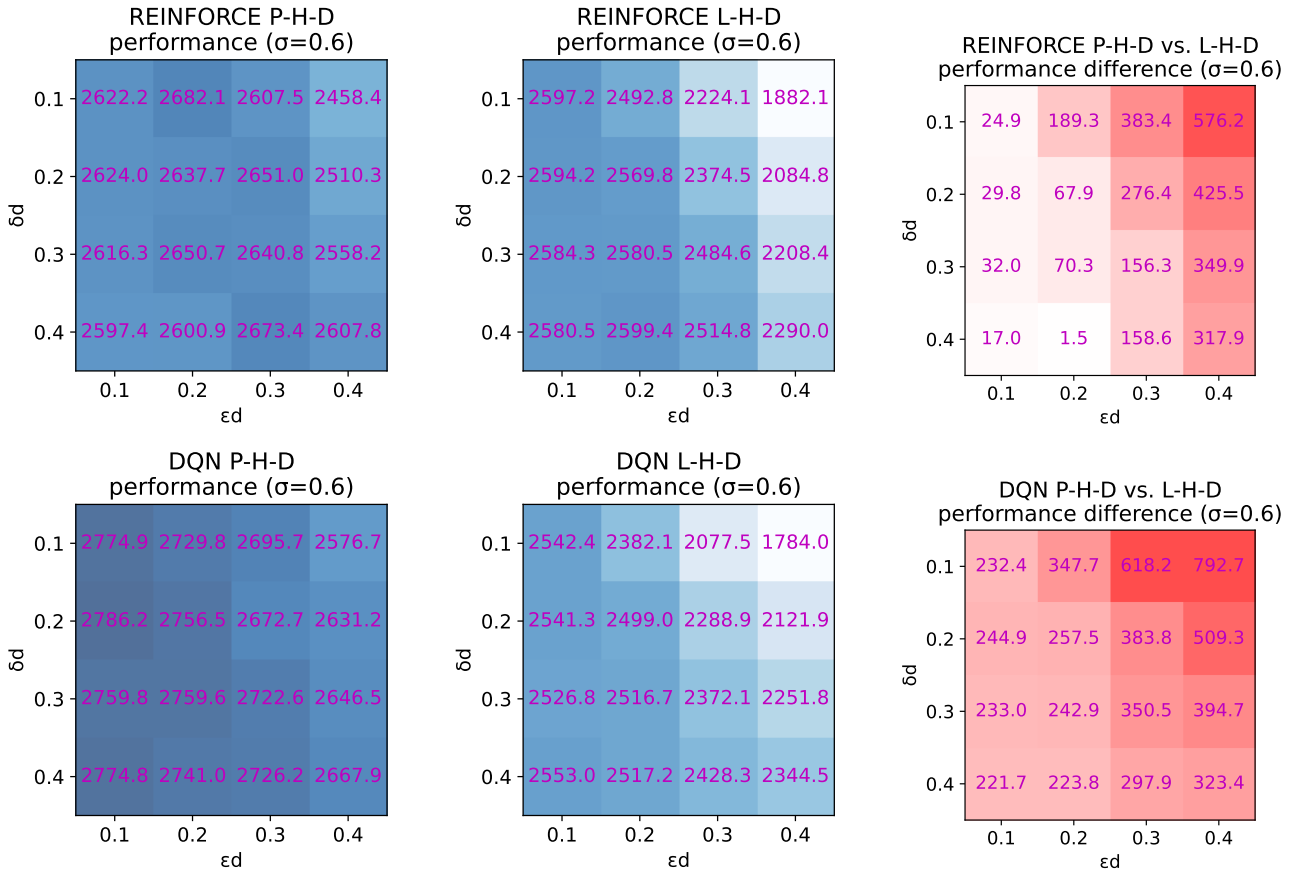 REINFORCE P-H-D
performance (σ=0.6)
0.1
2622.2 2682.1 2607.5 2458.4
0.2
2624.0 2637.7 2651.0 2510.3
δd
0.3
2616.3 2650.7 2640.8 2558.2
0.4
2597.4 2600.9 2673.4 2607.8
0.1 0.2 0.3 0.4
εd
REINFORCE L-H-D
performance (σ=0.6)
0.1
2597.2 2492.8 2224.1 1882.1
0.2
2594.2 2569.8 2374.5 2084.8
δd
0.3
2584.3 2580.5 2484.6 2208.4
0.4
2580.5 2599.4 2514.8 2290.0
0.1 0.2 0.3 0.4
εd
REINFORCE P-H-D vs. L-H-D
performance difference (σ=0.6)
0.1
24.9 189.3 383.4 576.2
0.2
29.8 67.9 276.4 425.5
δd
0.3
32.0 70.3 156.3 349.9
0.4
17.0 1.5 158.6 317.9
0.1 0.2 0.3 0.4
εd
DQN P-H-D
performance (σ=0.6)
0.1
2774.9 2729.8 2695.7 2576.7
0.2
2786.2 2756.5 2672.7 2631.2
δd
0.3
2759.8 2759.6 2722.6 2646.5
0.4
2774.8 2741.0 2726.2 2667.9
0.1 0.2 0.3 0.4
εd
DQN L-H-D
performance (σ=0.6)
0.1
2542.4 2382.1 2077.5 1784.0
0.2
2541.3 2499.0 2288.9 2121.9
δd
0.3
2526.8 2516.7 2372.1 2251.8
0.4
2553.0 2517.2 2428.3 2344.5
0.1 0.2 0.3 0.4
εd
DQN P-H-D vs. L-H-D
performance difference (σ=0.6)
0.1
232.4 347.7 618.2 792.7
0.2
244.9 257.5 383.8 509.3
δd
0.3
233.0 242.9 350.5 394.7
0.4
221.7 223.8 297.9 323.4
0.1 0.2 0.3 0.4
εd